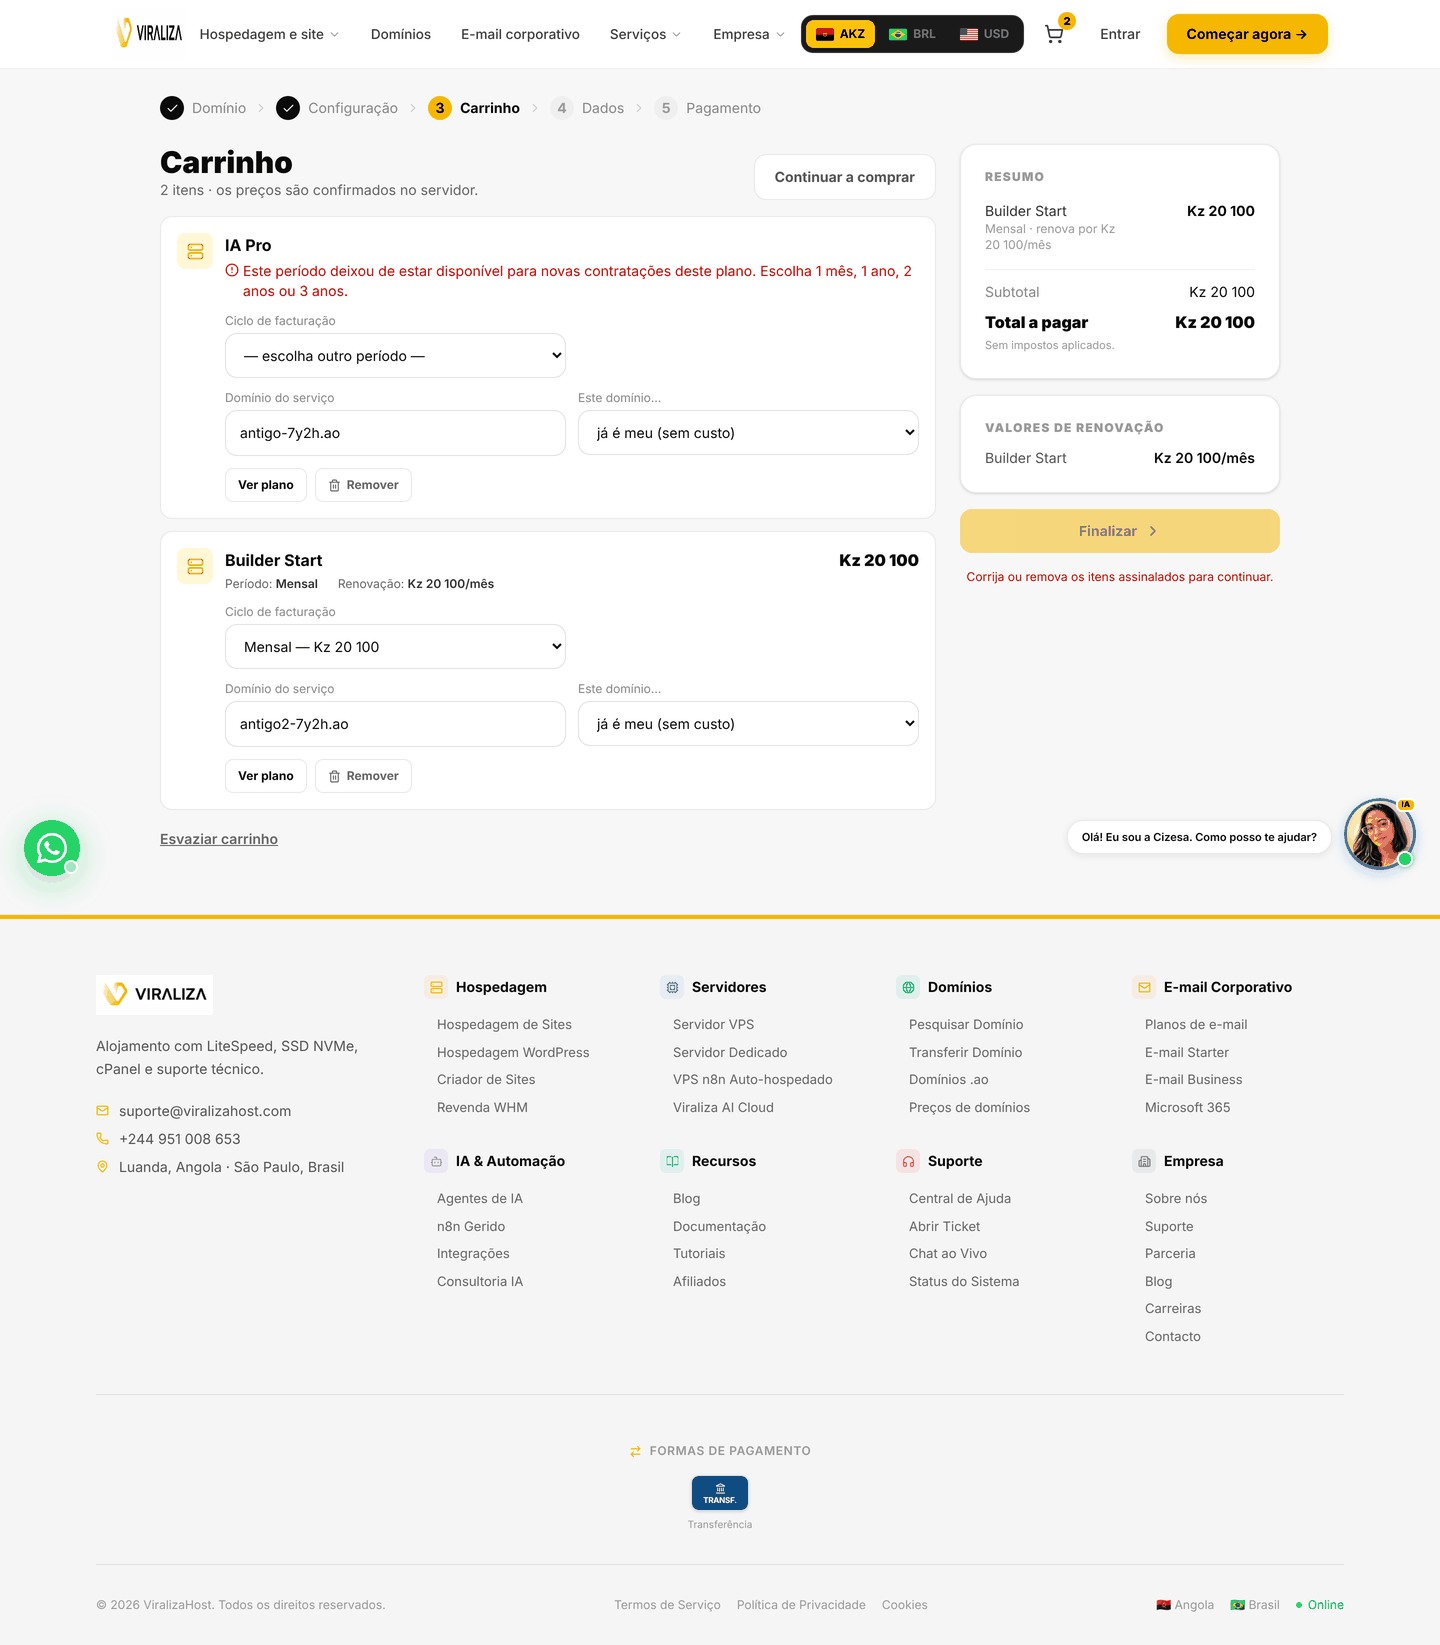 VIRALIZA
Hospedagem e site
Domínios
E-mail corporativo
Serviços
Empresa
AKZ
BRL
USD
2
Entrar
Começar agora →
Domínio
Configuração
3 Carrinho
4 Dados
5 Pagamento
Carrinho
2 itens · os preços são confirmados no servidor.
Continuar a comprar
IA Pro
Este período deixou de estar disponível para novas contratações deste plano. Escolha 1 mês, 1 ano, 2
anos ou 3 anos.
Ciclo de facturação
— escolha outro período —
Domínio do serviço
Este domínio...
antigo-7y2h.ao
já é meu (sem custo)
Ver plano
Remover
Builder Start
Kz 20 100
Período: Mensal
Renovação: Kz 20 100/mês
Ciclo de facturação
Mensal — Kz 20 100
Domínio do serviço
Este domínio...
antigo2-7y2h.ao
já é meu (sem custo)
Ver plano
Remover
Esvaziar carrinho
RESUMO
Builder Start
Kz 20 100
Mensal · renova por Kz
20 100/mês
Subtotal
Kz 20 100
Total a pagar
Kz 20 100
Sem impostos aplicados.
VALORES DE RENOVAÇÃO
Builder Start
Kz 20 100/mês
Finalizar
Corrija ou remova os itens assinalados para continuar.
Olá! Eu sou a Cizesa. Como posso te ajudar?
IA
VIRALIZA
Alojamento com LiteSpeed, SSD NVMe,
cPanel e suporte técnico.
suporte@viralizahost.com
+244 951 008 653
Luanda, Angola · São Paulo, Brasil
Hospedagem
Hospedagem de Sites
Hospedagem WordPress
Criador de Sites
Revenda WHM
Servidores
Servidor VPS
Servidor Dedicado
VPS n8n Auto-hospedado
Viraliza AI Cloud
Domínios
Pesquisar Domínio
Transferir Domínio
Domínios .ao
Preços de domínios
E-mail Corporativo
Planos de e-mail
E-mail Starter
E-mail Business
Microsoft 365
IA & Automação
Agentes de IA
n8n Gerido
Integrações
Consultoria IA
Recursos
Blog
Documentação
Tutoriais
Afiliados
Suporte
Central de Ajuda
Abrir Ticket
Chat ao Vivo
Status do Sistema
Empresa
Sobre nós
Suporte
Parceria
Blog
Carreiras
Contacto
FORMAS DE PAGAMENTO
TRANSF.
Transferência
© 2026 ViralizaHost. Todos os direitos reservados.
Termos de Serviço
Política de Privacidade
Cookies
Angola
Brasil
Online